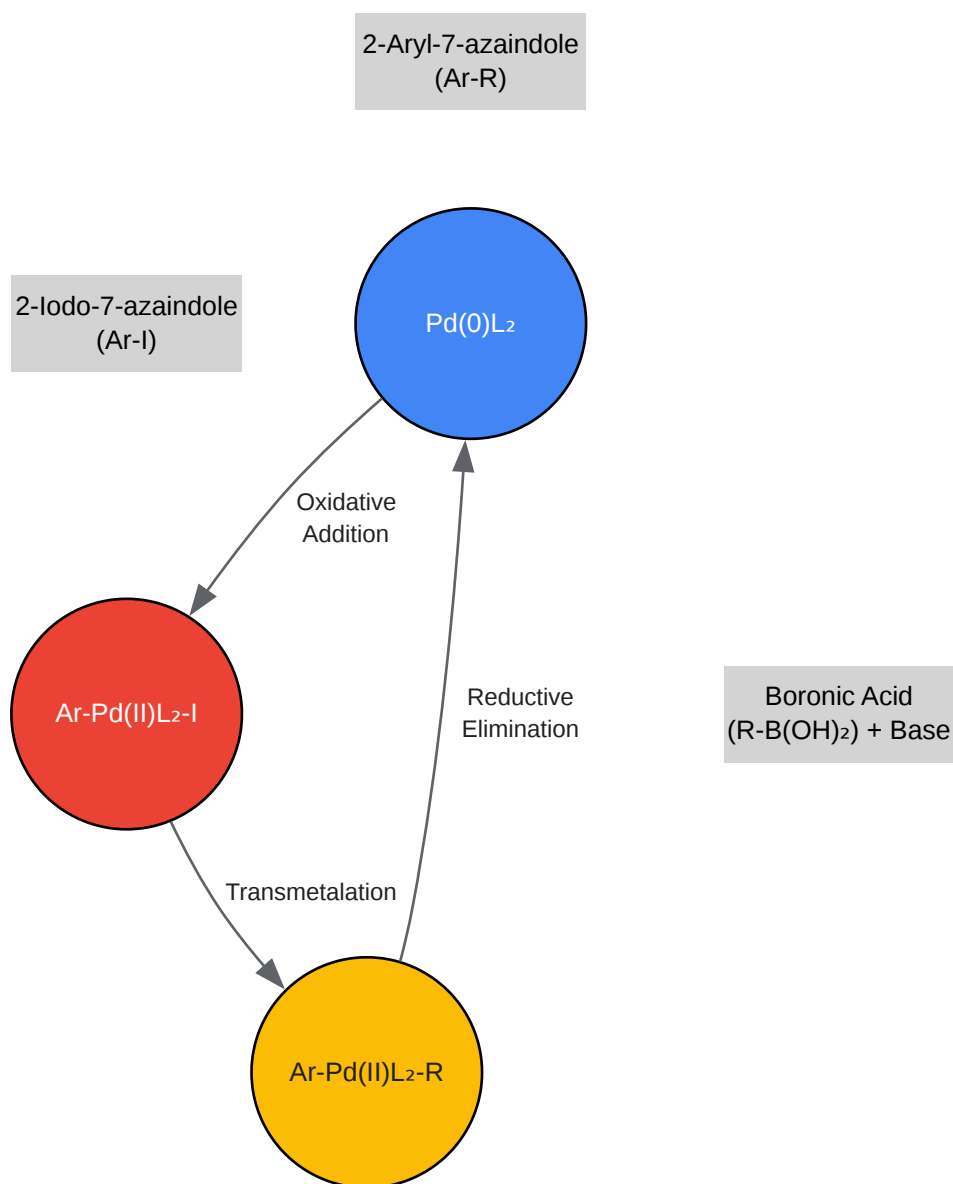 2-Aryl-7-azaindole
(Ar-R)
2-Iodo-7-azaindole
(Ar-I)
Pd(0)L₂
Oxidative
Addition
Ar-Pd(II)L₂-I
Reductive
Elimination
Boronic Acid
(R-B(OH)₂) + Base
Transmetalation
Ar-Pd(II)L₂-R